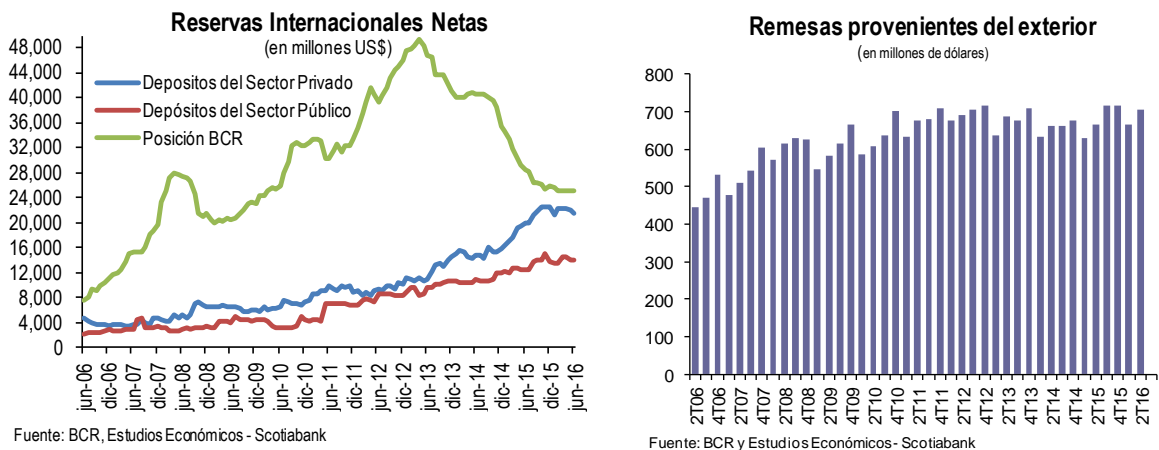 Reservas Internacionales Netas
(en millones US$)
48,000
44,000
40,000
36,000
32,000
28,000
24,000
20,000
16,000
12,000
8,000
4,000
0
Depositos del Sector Privado
Depósitos del Sector Público
Posición BCR
jun-06
dic-06
jun-07
dic-07
jun-08
dic-08
jun-09
dic-09
jun-10
dic-10
jun-11
dic-11
jun-12
dic-12
jun-13
dic-13
jun-14
dic-14
jun-15
dic-15
jun-16
Fuente: BCR, Estudios Económicos - Scotiabank
Remesas provenientes del exterior
(en millones de dólares)
800
700
600
500
400
300
200
100
0
2T06
4T06
2T07
4T07
2T08
4T08
2T09
4T09
2T10
4T10
2T11
4T11
2T12
4T12
2T13
4T13
2T14
4T14
2T15
4T15
2T16
Fuente: BCR y Estudios Económicos- Scotiabank